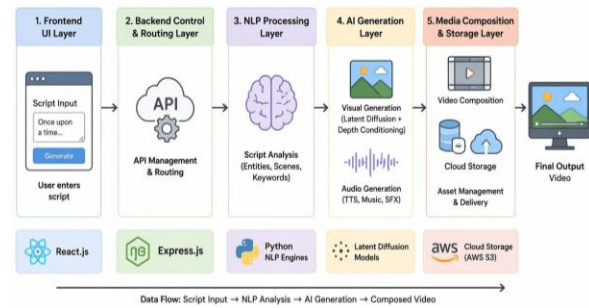 1. Frontend
UI Layer
2. Backend Control
& Routing Layer
3. NLP Processing
Layer
4. AI Generation
Layer
5. Media Composition
& Storage Layer
Script Input
Once upon
a time...
Generate
User enters
script
API
API Management
& Routing
Script Analysis
(Entities, Scenes,
Keywords)
Visual Generation
(Latent Diffusion +
Depth Conditioning)
Audio Generation
(TTS, Music, SFX)
Video Composition
Cloud Storage
Asset Management
& Delivery
Final Output
Video
React.js
Express.js
Python
NLP Engines
Latent Diffusion
Models
aws
Cloud Storage
(AWS S3)
Data Flow: Script Input → NLP Analysis → AI Generation → Composed Video